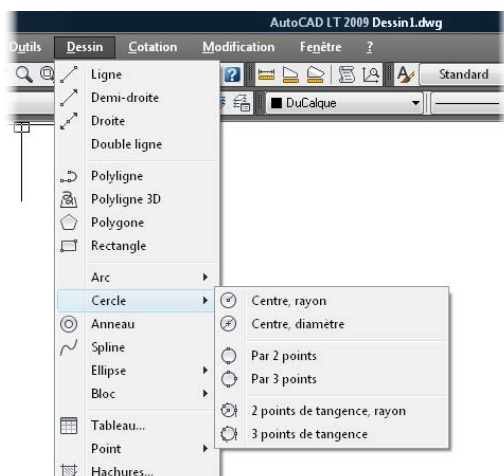 AutoCAD LT 2009 Dessin1.dwg
Outils Dessin Cotation Modification Fenêtre ?
Standard
DuCalque
Ligne
Demi-droite
Droite
Double ligne
Polyligne
Polyligne 3D
Polygone
Rectangle
Arc
Cercle
Anneau
Spline
Ellipse
Bloc
Tableau...
Point
Hachures...
Centre, rayon
Centre, diamètre
Par 2 points
Par 3 points
2 points de tangence, rayon
3 points de tangence